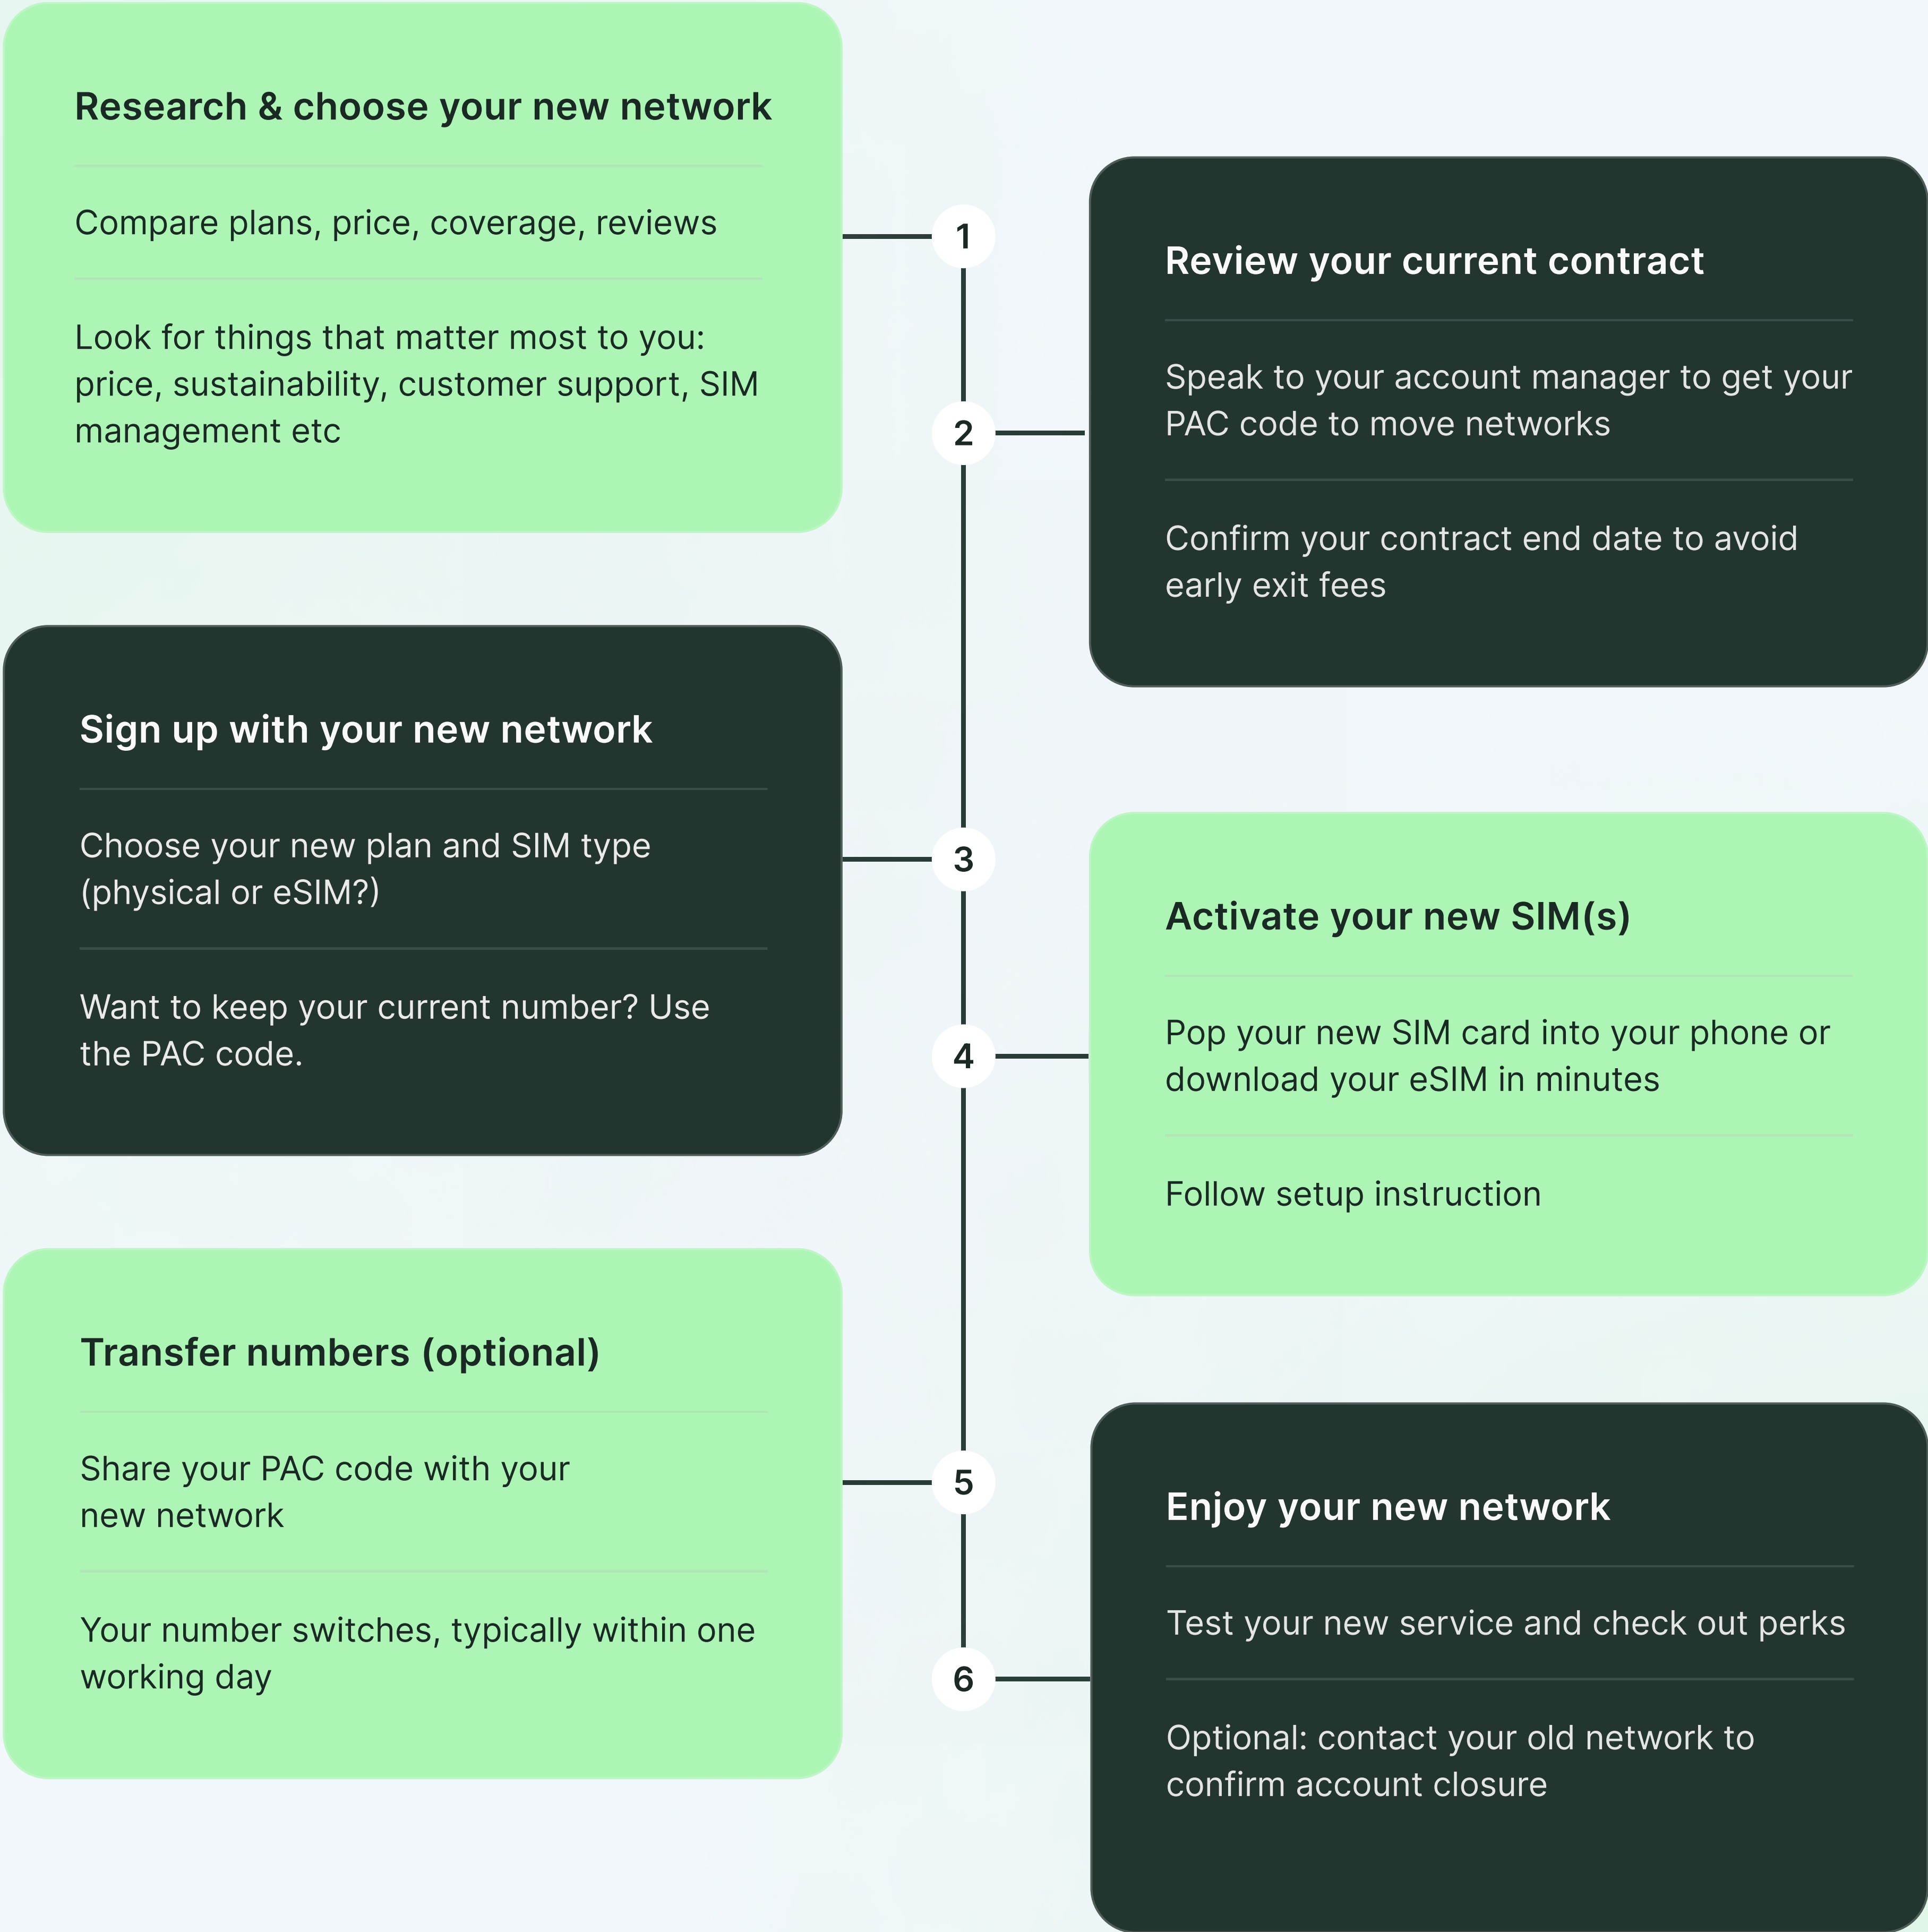 Research & choose your new network
Compare plans, price, coverage, reviews
Look for things that matter most to you:
price, sustainability, customer support, SIM
management etc
1
Review your current contract
Speak to your account manager to get your
PAC code to move networks
Confirm your contract end date to avoid
early exit fees
2
Sign up with your new network
Choose your new plan and SIM type
(physical or eSIM?)
Want to keep your current number? Use
the PAC code.
3
Activate your new SIM(s)
Pop your new SIM card into your phone or
download your eSIM in minutes
Follow setup instruction
4
Transfer numbers (optional)
Share your PAC code with your
new network
Your number switches, typically within one
working day
5
Enjoy your new network
Test your new service and check out perks
Optional: contact your old network to
confirm account closure
6